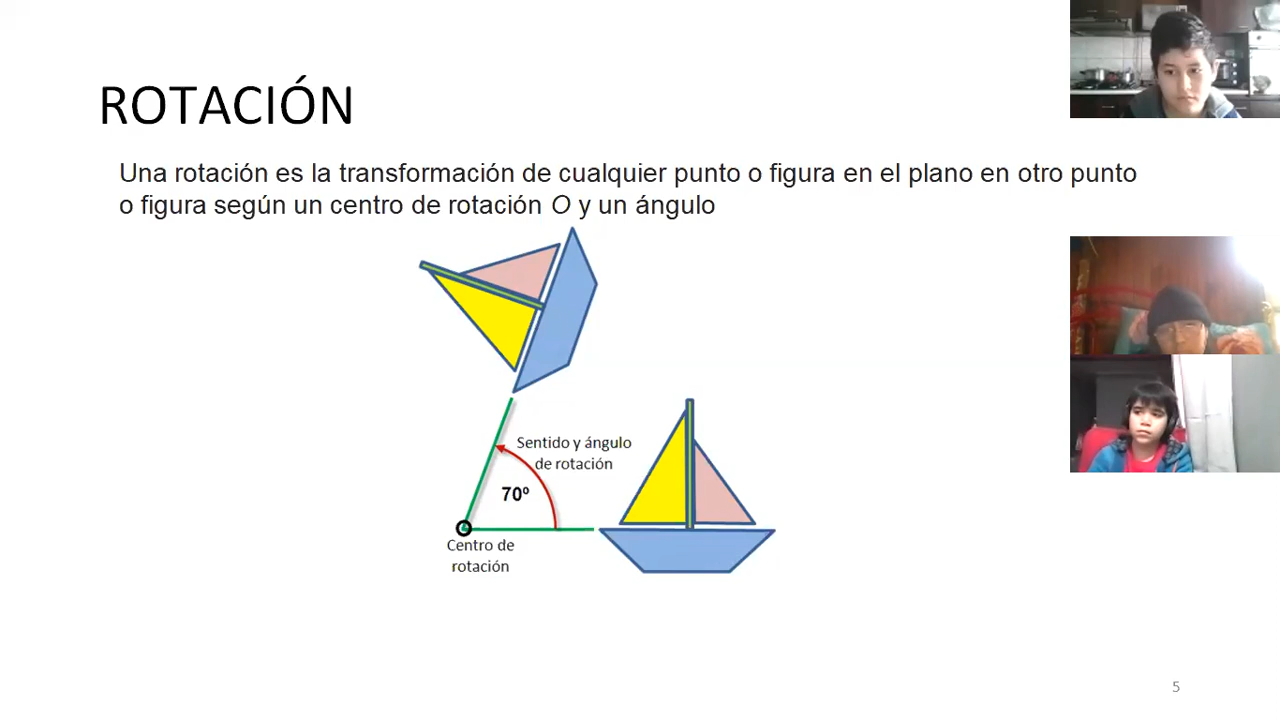 ROTACIÓN
Una rotación es la transformación de cualquier punto o figura en el plano en otro punto
o figura según un centro de rotación O y un ángulo
Sentido y ángulo
de rotación
70º
Centro de
rotación
5